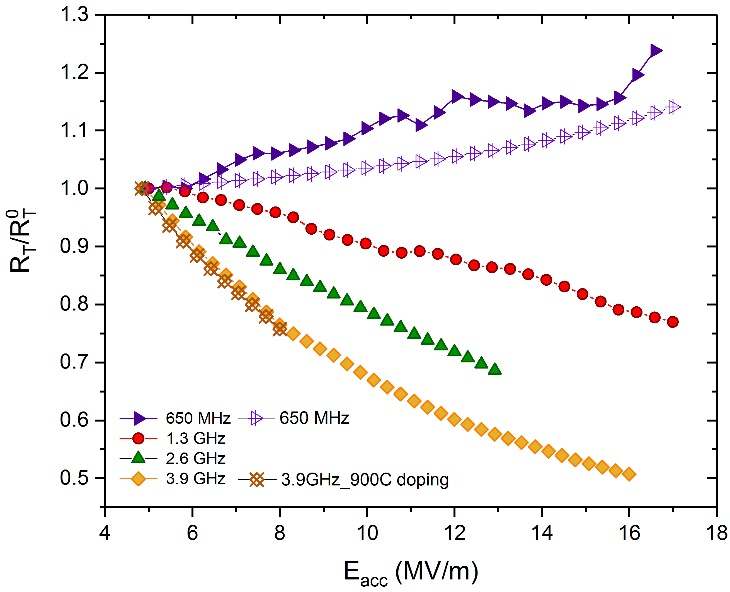 1.3
1.2
1.1
1.0
0.9
0.8
0.7
0.6
0.5
R_T/R_T^0
650 MHz 650 MHz
1.3 GHz
2.6 GHz
3.9 GHz 3.9GHz_900C doping
4 6 8 10 12 14 16 18
E_acc (MV/m)